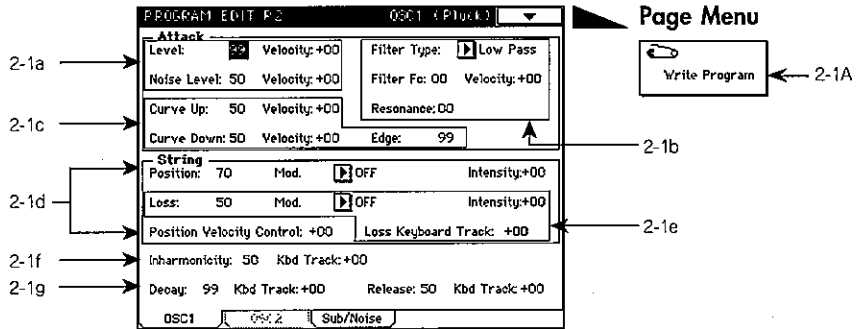 PROGRAM EDIT P2 OSC1 (Pluck)
Page Menu
Write Program
2-1A
Attack
2-1a
Level: 99 Velocity:+00
Noise Level: 50 Velocity:+00
Filter Type: Low Pass
Filter Fc: 00 Velocity:+00
Resonance:00
2-1b
2-1c
Curve Up: 50 Velocity:+00
Curve Down:50 Velocity:+00 Edge: 99
String
2-1d
Position: 70 Mod. OFF Intensity:+00
Loss: 50 Mod. OFF Intensity:+00
Position Velocity Control: +00 Loss Keyboard Track: +00
2-1e
2-1f
Inharmonicity: 50 Kbd Track:+00
2-1g
Decay: 99 Kbd Track:+00 Release: 50 Kbd Track:+00
OSC1 OSC2 Sub/Noise